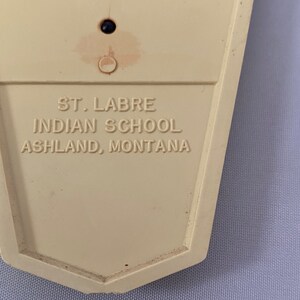 ST. LABRE
INDIAN SCHOOL
ASHLAND, MONTANA